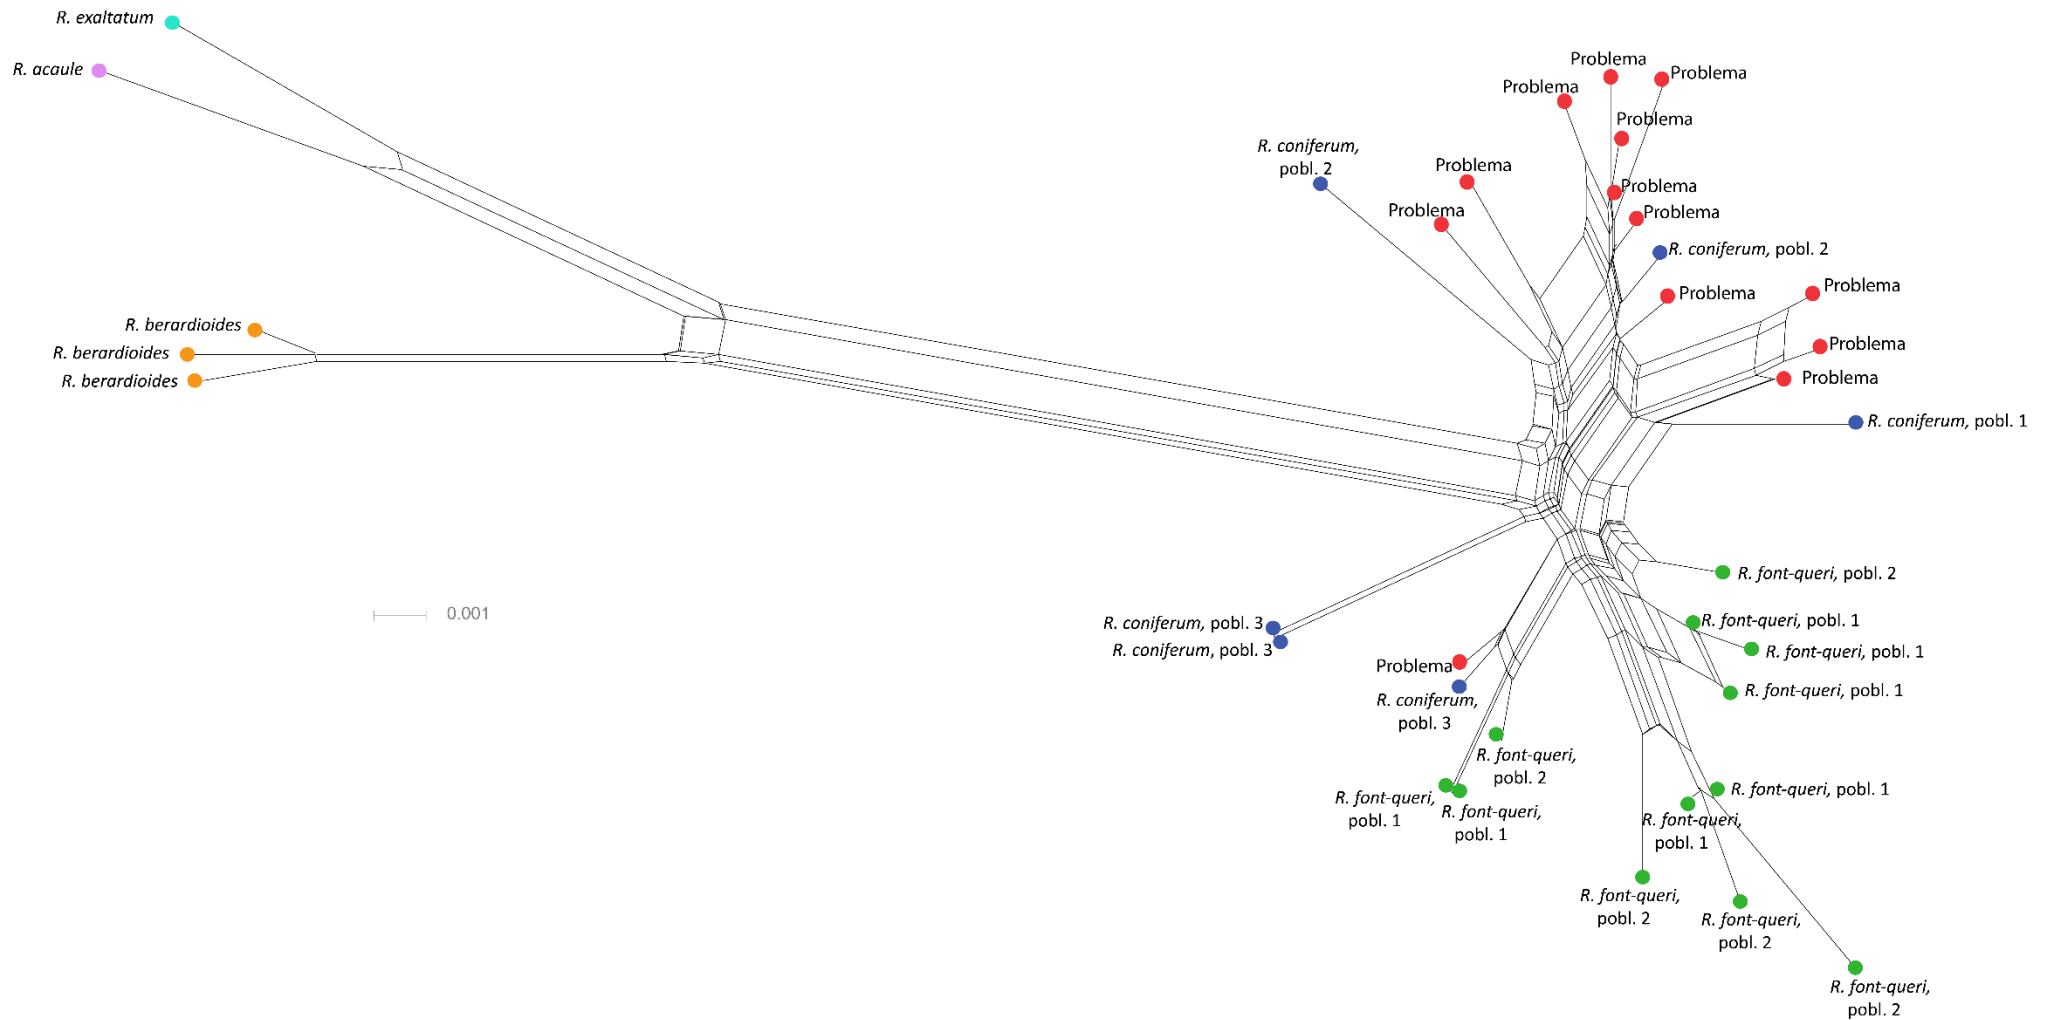 R. exaltatum
R. acaule
Problema
Problema
Problema
Problema
R. coniferum,
pobl. 2
Problema
Problema
Problema
Problema
R. coniferum, pobl. 2
Problema
Problema
Problema
Problema
R. coniferum, pobl. 1
R. berardioides
R. berardioides
R. berardioides
0.001
R. font-queri, pobl. 2
R. font-queri, pobl. 1
R. font-queri, pobl. 1
R. font-queri, pobl. 1
R. coniferum, pobl. 3
R. coniferum, pobl. 3
Problema
R. coniferum,
pobl. 3
R. font-queri,
pobl. 2
R. font-queri,
pobl. 1
R. font-queri,
pobl. 1
R. font-queri, pobl. 1
R. font-queri,
pobl. 1
R. font-queri,
pobl. 2
R. font-queri,
pobl. 2
R. font-queri,
pobl. 2